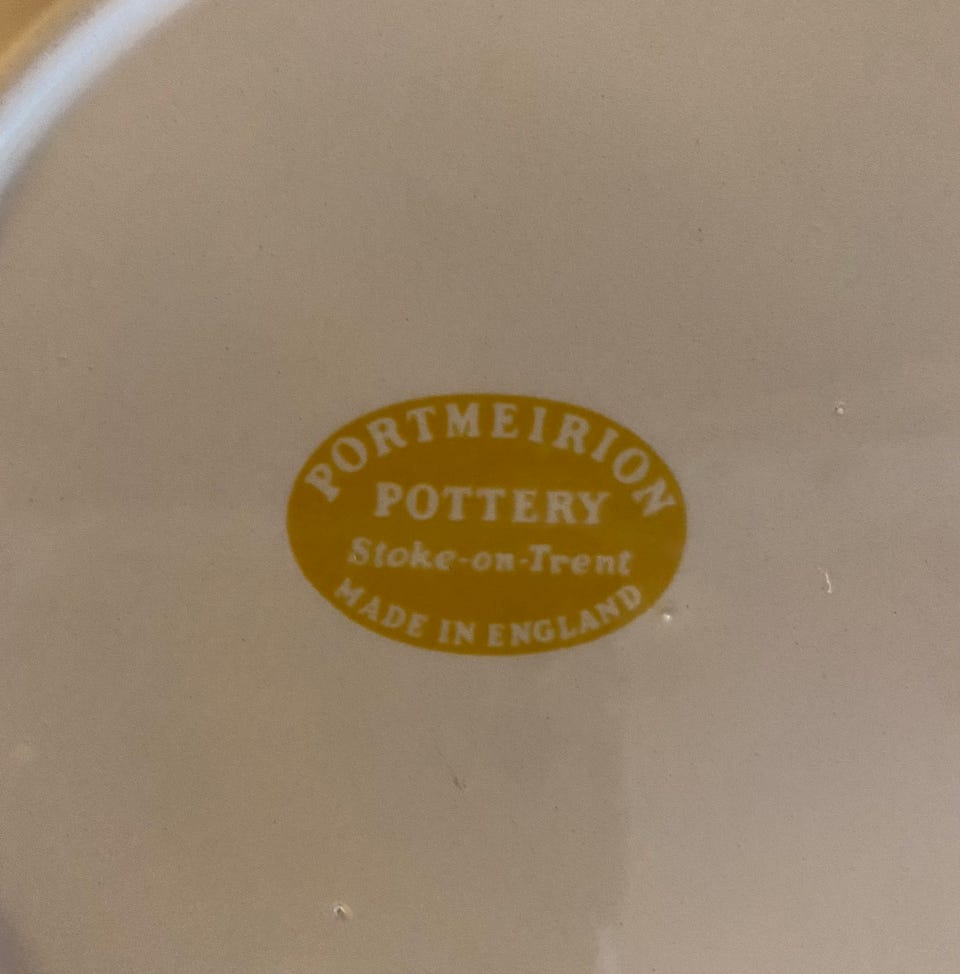 PORTMEIRION
POTTERY
Stoke-on-Trent
MADE IN ENGLAND